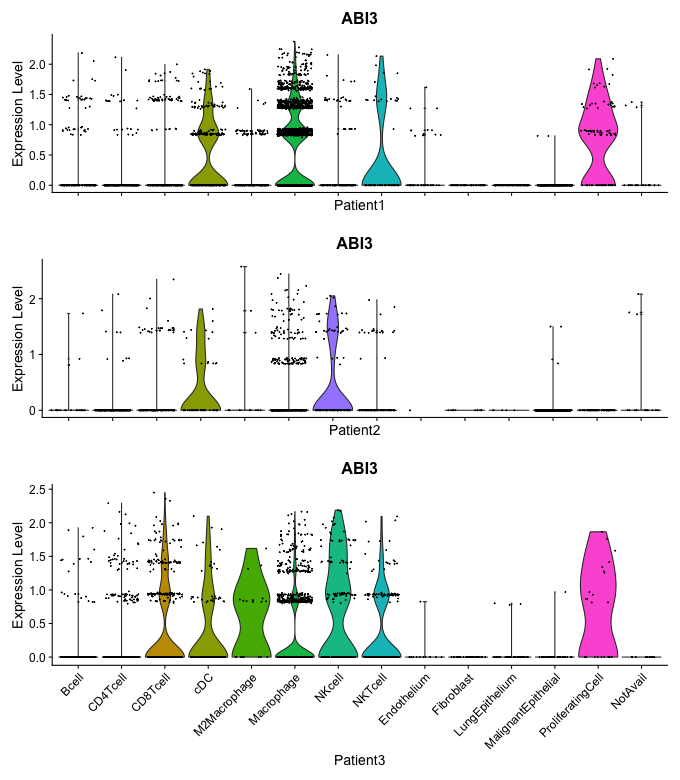 ABI3
Expression Level
2.0
1.5
1.0
0.5
0.0
Patient1
ABI3
Expression Level
2
1
0
Patient2
ABI3
Expression Level
2.5
2.0
1.5
1.0
0.5
0.0
Bcell
CD4Tcell
CD8Tcell
cDC
M2Macrophage
Macrophage
NKcell
NKTcell
Endothelium
Fibroblast
LungEpithelium
MalignantEpithelial
ProliferatingCell
NotAvail
Patient3